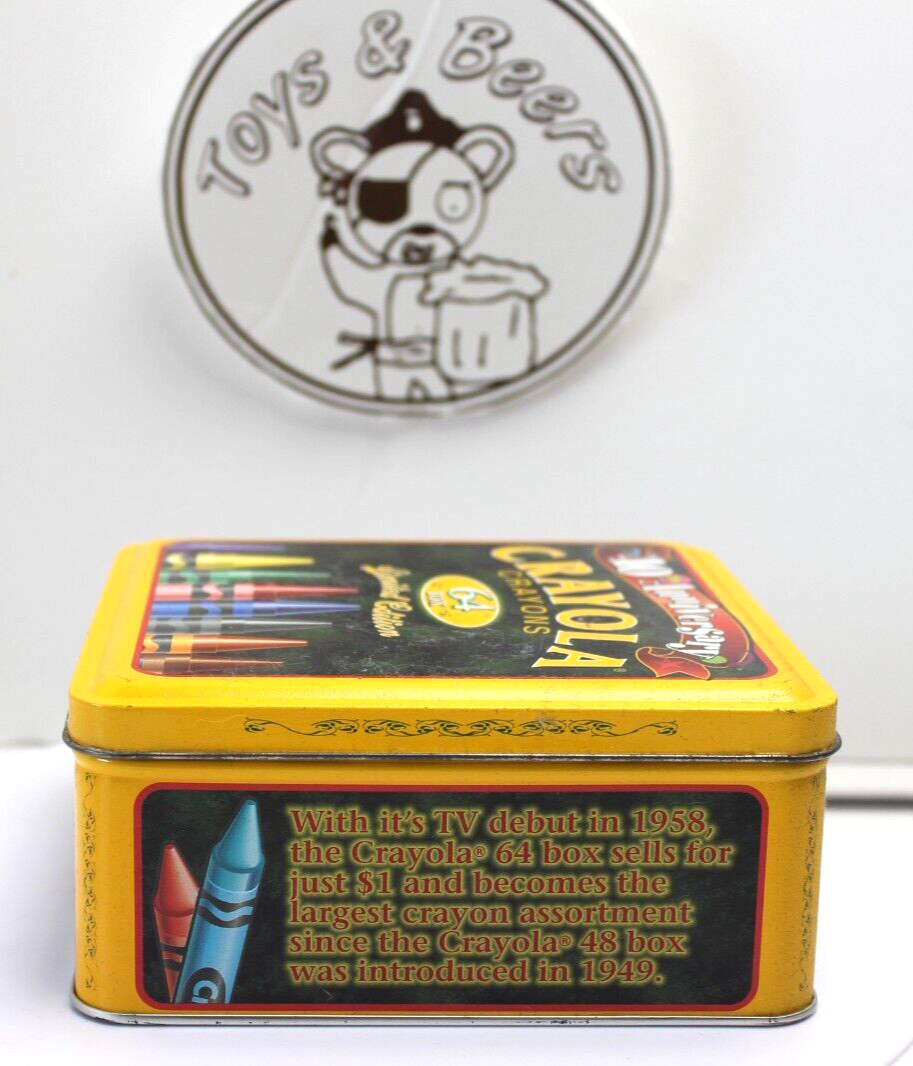 Toys & Beers
40th Anniversary
CRAYOLA®
CRAYONS
64
Special Edition
With it's TV debut in 1958,
the Crayola® 64 box sells for
just $1 and becomes the
largest crayon assortment
since the Crayola® 48 box
was introduced in 1949.